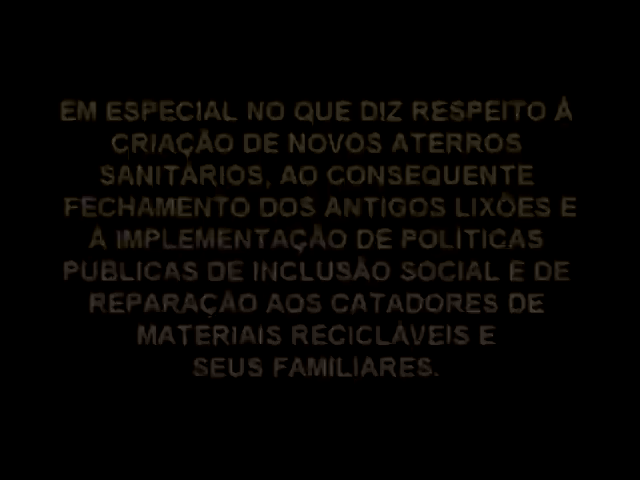 EM ESPECIAL NO QUE DIZ RESPEITO À
CRIAÇÃO DE NOVOS ATERROS
SANITÁRIOS, AO CONSEQUENTE
FECHAMENTO DOS ANTIGOS LIXÕES E
À IMPLEMENTAÇÃO DE POLÍTICAS
PUBLICAS DE INCLUSÃO SOCIAL E DE
REPARAÇÃO AOS CATADORES DE
MATERIAIS RECICLÁVEIS E
SEUS FAMILIARES.